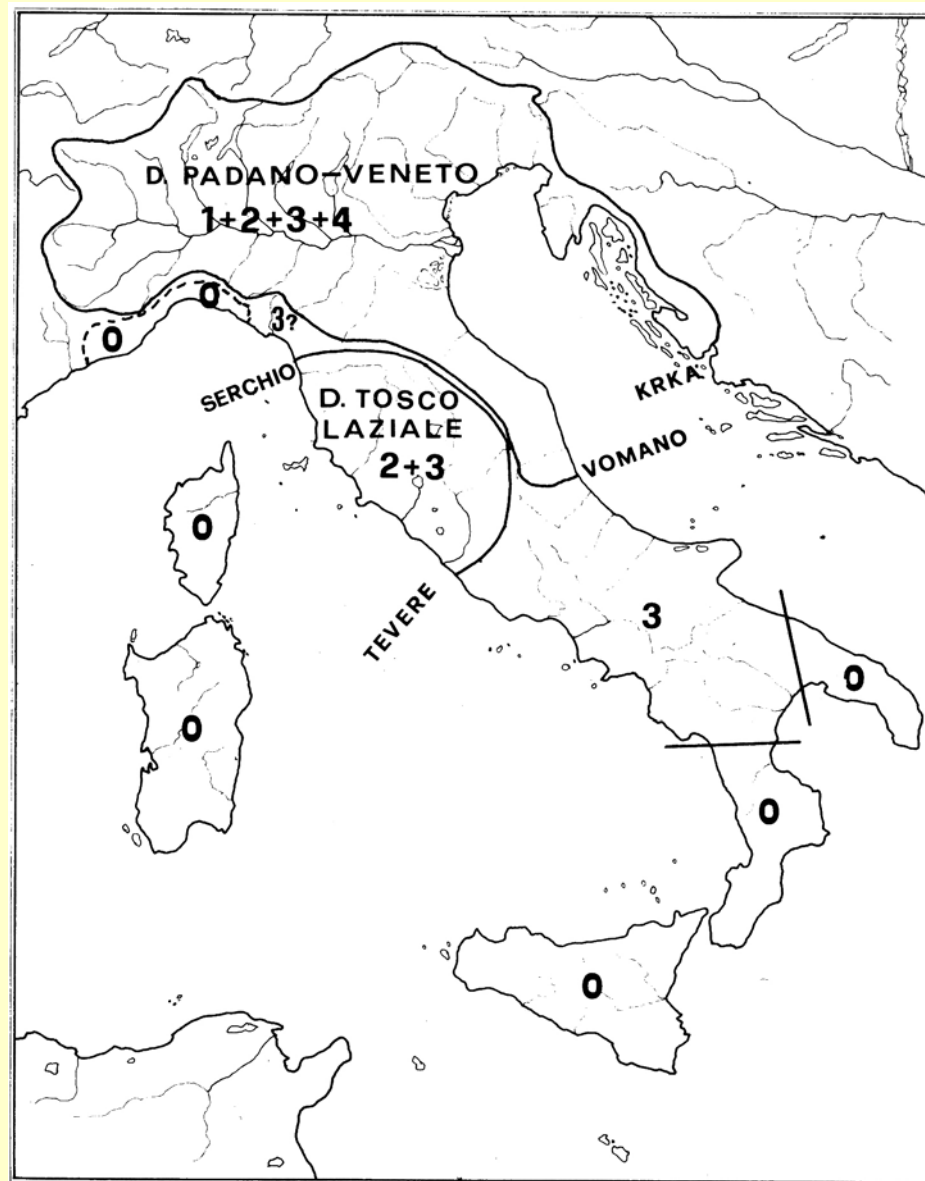 D. PADANO–VENETO
1+2+3+4
0
0
3?
SERCHIO
D. TOSCO
LAZIALE
2+3
KRKA
VOMANO
0
TEVERE
3
0
0
0
0